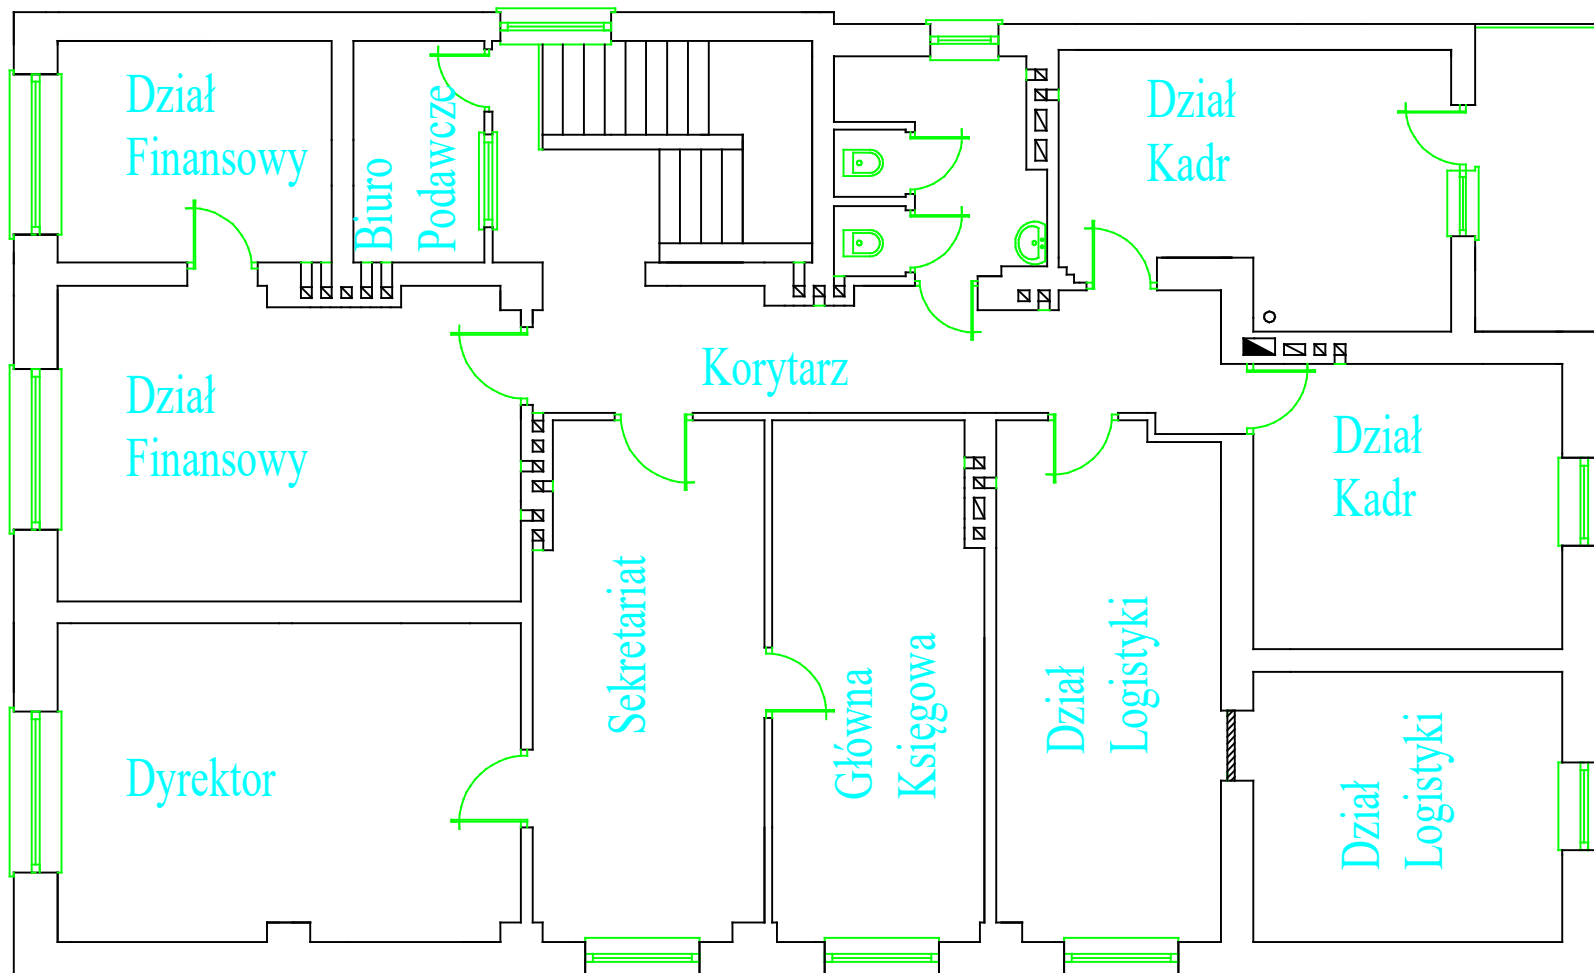 Dział
Finansowy
Biuro
Podawcze
Dział
Kadr
Dział
Finansowy
Korytarz
Dział
Kadr
Sekretariat
Główna
Księgowa
Dział
Logistyki
Dyrektor
Dział
Logistyki